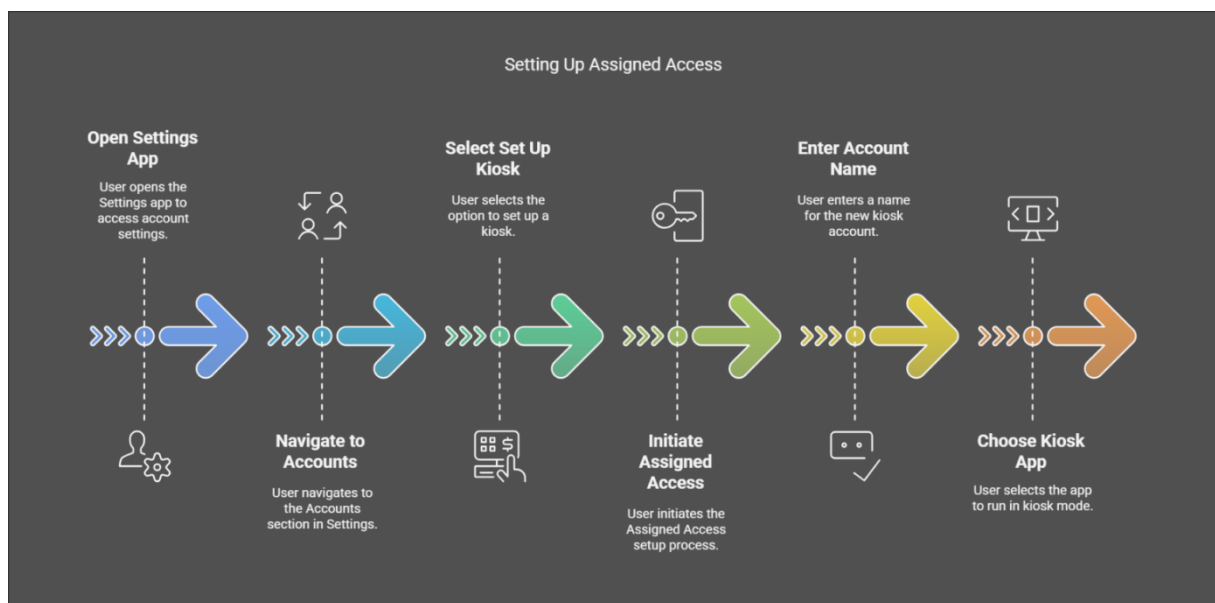 Setting Up Assigned Access
Open Settings
App
User opens the
Settings app to
access account
settings.
Navigate to
Accounts
User navigates to
the Accounts
section in Settings.
Select Set Up
Kiosk
User selects the
option to set up a
kiosk.
Initiate
Assigned
Access
User initiates the
Assigned Access
setup process.
Enter Account
Name
User enters a name
for the new kiosk
account.
Choose Kiosk
App
User selects the app
to run in kiosk mode.